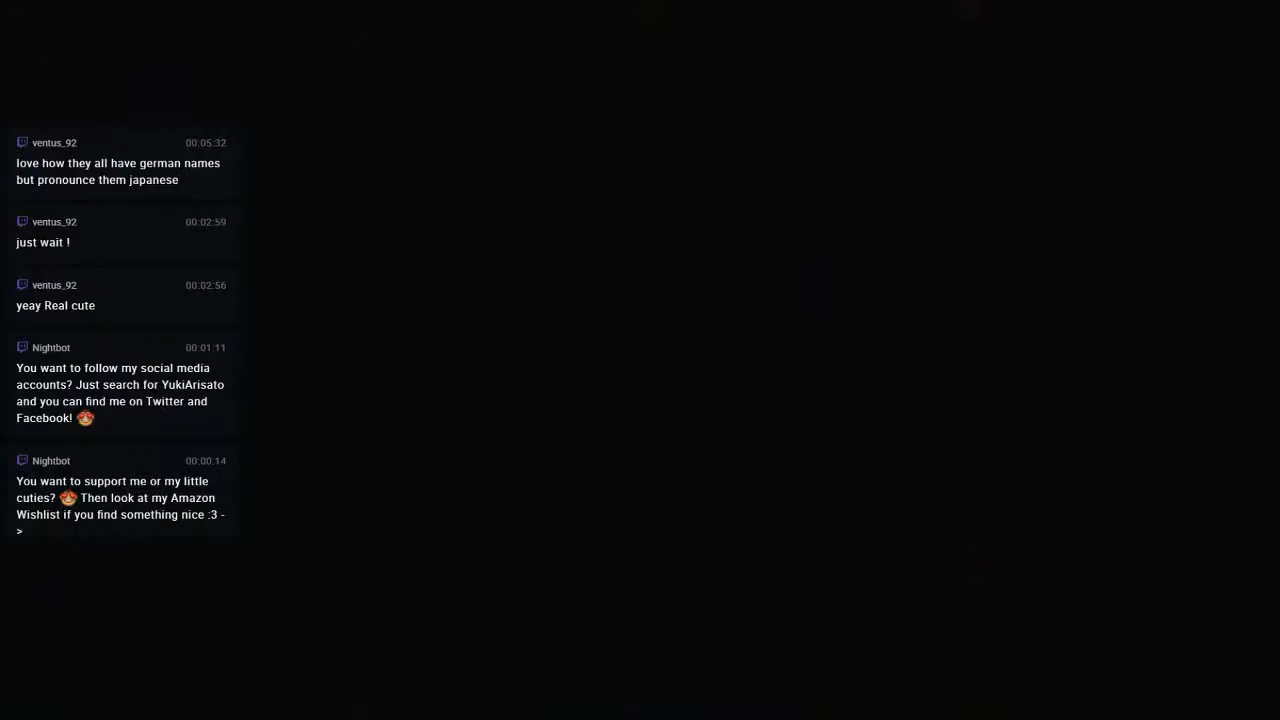 ventus_92 00:05:32
love how they all have german names
but pronounce them japanese
ventus_92 00:02:59
just wait !
ventus_92 00:02:56
yeay Real cute
Nightbot 00:01:11
You want to follow my social media
accounts? Just search for YukiArisato
and you can find me on Twitter and
Facebook! 😍
Nightbot 00:00:14
You want to support me or my little
cuties? 😍 Then look at my Amazon
Wishlist if you find something nice :3 -
>